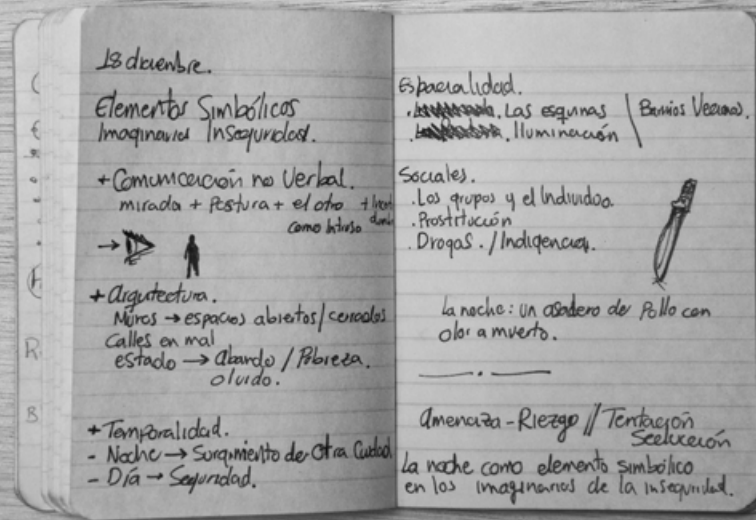 18 diciembre.
Elementos Simbólicos
Imaginarios Inseguridad.
+ Comunicación no Verbal.
mirada + Postura + el otro +
como Intruso
+ Arquitectura.
Muros → espacios abiertos/cerrados
Calles en mal
estado → Abando / Pobreza.
olvido.
+ Temporalidad.
- Noche → Surgimiento de Otra Ciudad
- Día → Seguridad.
Espacialidad.
. Las esquinas / Barrios Vecinos.
. Iluminación
Sociales.
. Los grupos y el Individuo.
. Prostitución
. Drogas. / Indigencia.
La noche: un asadero de Pollo con
olor a muerto.
Amenaza - Riezgo // Tentación
Seducción
La noche como elemento simbólico
en los imaginarios de la inseguridad.